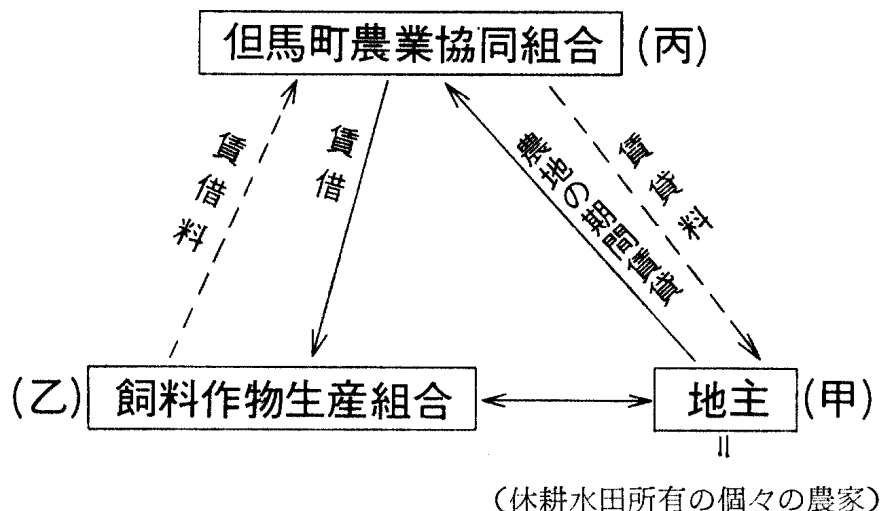 但馬町農業協同組合 (丙)
賃借料
賃借
農地の期間賃貸
賃貸料
(乙) 飼料作物生産組合
地主 (甲)
॥
(休耕水田所有の個々の農家)